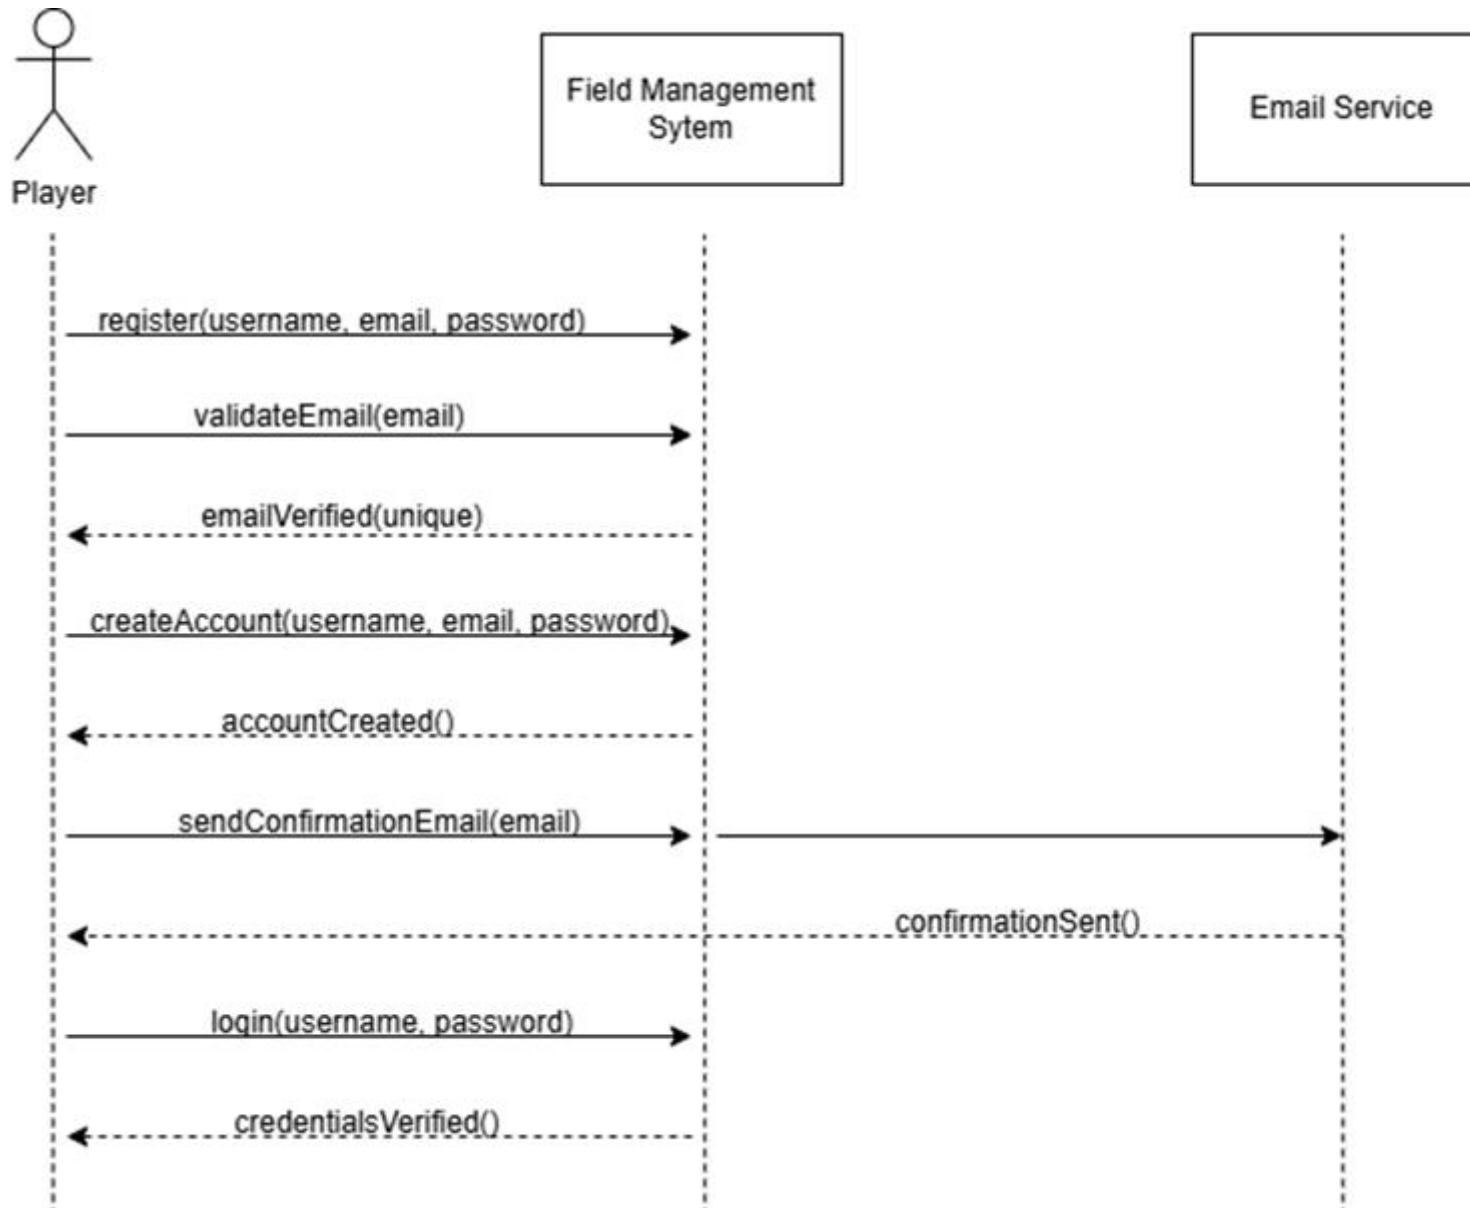 Field Management
Sytem
Email Service
Player
register(username, email, password)
validateEmail(email)
emailVerified(unique)
createAccount(username, email, password)
accountCreated()
sendConfirmationEmail(email)
confirmationSent()
login(username, password)
credentialsVerified()